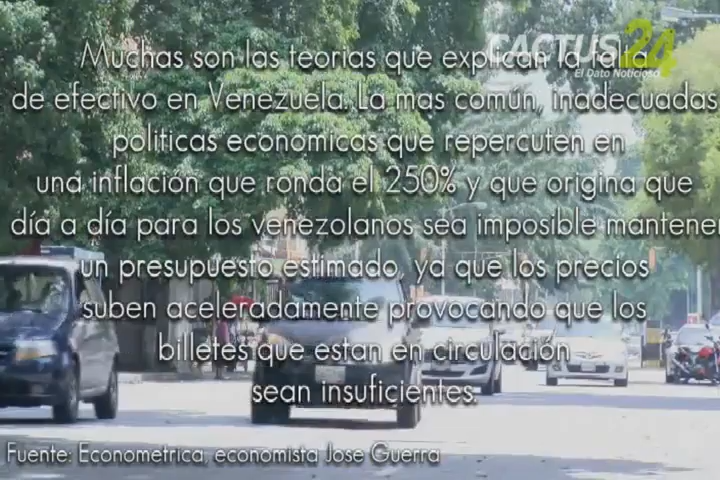 CACTUS24
El Dato Noticioso
Muchas son las teorias que explican la falta
de efectivo en Venezuela. La mas común, inadecuadas
politicas economicas que repercuten en
una inflación que ronda el 250% y que origina que
día a día para los venezolanos sea imposible mantener
un presupuesto estimado, ya que los precios
suben aceleradamente provocando que los
billetes que estan en circulación
sean insuficientes.
Fuente: Econometrica, economista Jose Guerra